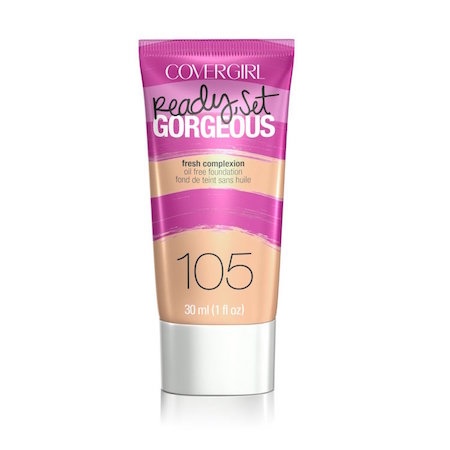 COVERGIRL
Ready, Set
GORGEOUS
fresh complexion
oil free foundation
fond de teint sans huile
105
30 ml (1 fl oz)